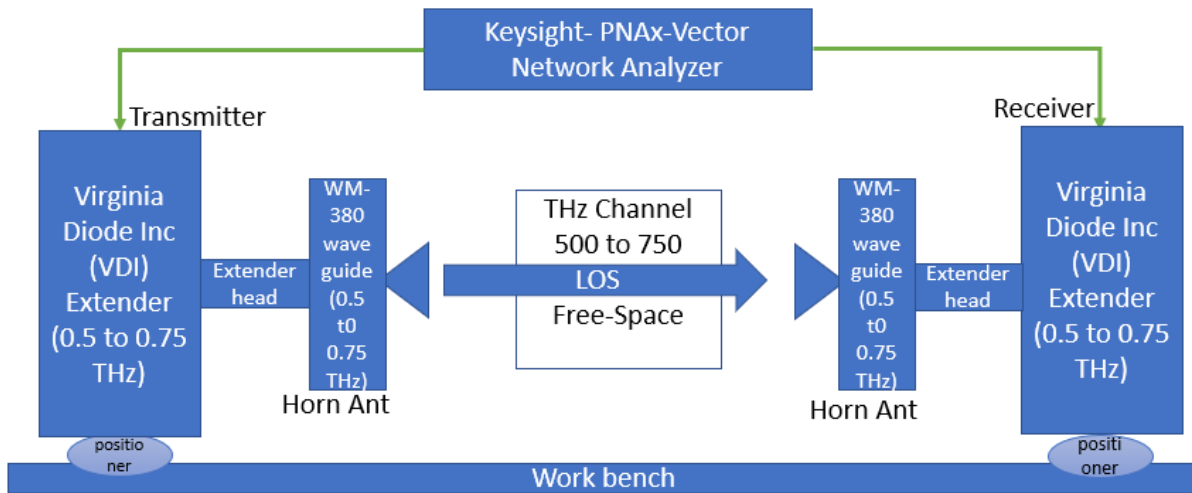 Keysight- PNAx-Vector
Network Analyzer
Transmitter
Receiver
Virginia
Diode Inc
(VDI)
Extender
(0.5 to 0.75
THz)
Extender
head
WM-
380
wave
guide
(0.5
t0
0.75
THz)
Horn Ant
THz Channel
500 to 750
LOS
Free-Space
WM-
380
wave
guide
(0.5
t0
0.75
THz)
Horn Ant
Extender
head
Virginia
Diode Inc
(VDI)
Extender
(0.5 to 0.75
THz)
positio
ner
positi
oner
Work bench